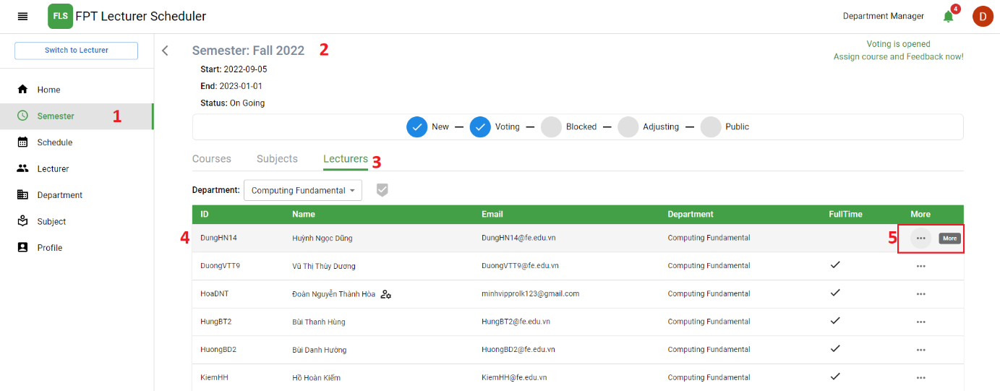 FLS FPT Lecturer Scheduler
Department Manager
4
D
Switch to Lecturer
Home
Semester 1
Schedule
Lecturer
Department
Subject
Profile
Semester: Fall 2022 2
Voting is opened
Assign course and Feedback now!
Start: 2022-09-05
End: 2023-01-01
Status: On Going
New Voting Blocked Adjusting Public
Courses Subjects Lecturers 3
Department: Computing Fundamental
ID Name Email Department FullTime More
4 DungHN14 Huỳnh Ngọc Dũng DungHN14@fe.edu.vn Computing Fundamental 5 More
DuongVTT9 Vũ Thị Thùy Dương DuongVTT9@fe.edu.vn Computing Fundamental
HoaDNT Đoàn Nguyễn Thành Hòa minhvipprolk123@gmail.com Computing Fundamental
HungBT2 Bùi Thanh Hùng HungBT2@fe.edu.vn Computing Fundamental
HuongBD2 Bùi Danh Hường HuongBD2@fe.edu.vn Computing Fundamental
KiemHH Hồ Hoàn Kiếm KiemHH@fe.edu.vn Computing Fundamental